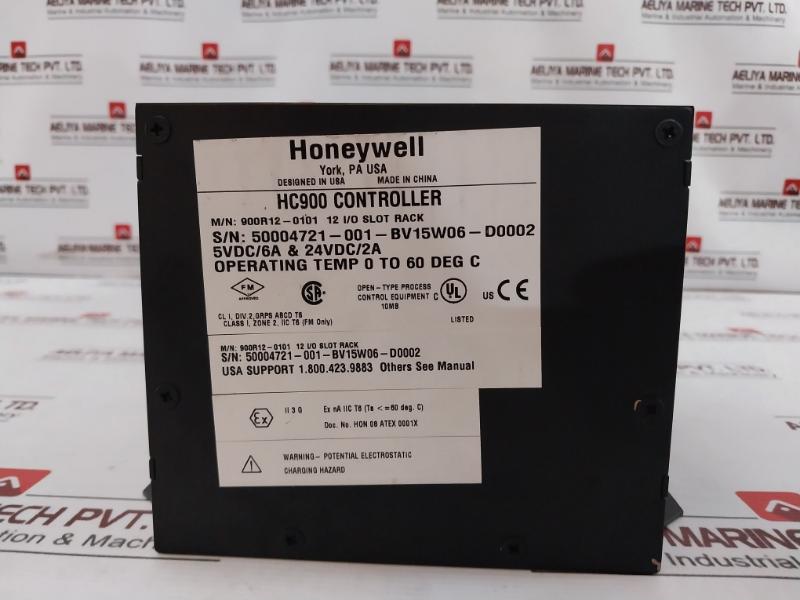 AELIYA MARINE TECH PVT. LTD.
Marine & Industrial Automation & Machinery
Honeywell
York, PA USA
DESIGNED IN USA MADE IN CHINA
HC900 CONTROLLER
M/N: 900R12-0101 12 I/O SLOT RACK
S/N: 50004721-001-BV15W06-D0002
5VDC/6A & 24VDC/2A
OPERATING TEMP 0 TO 60 DEG C
FM
APPROVED
CL I, DIV.2,GRPS ABCD T6
CLASS I, ZONE 2, IIC T6 (FM Only)
SA
OPEN-TYPE PROCESS
CONTROL EQUIPMENT
10MB
C UL US CE
LISTED
M/N: 900R12-0101 12 I/O SLOT RACK
S/N: 50004721-001-BV15W06-D0002
USA SUPPORT 1.800.423.9883 Others See Manual
Ex II 3 G Ex nA IIC T6 (Ta <=60 deg. C)
Doc. No. HON 08 ATEX 0001X
WARNING- POTENTIAL ELECTROSTATIC
CHARGING HAZARD